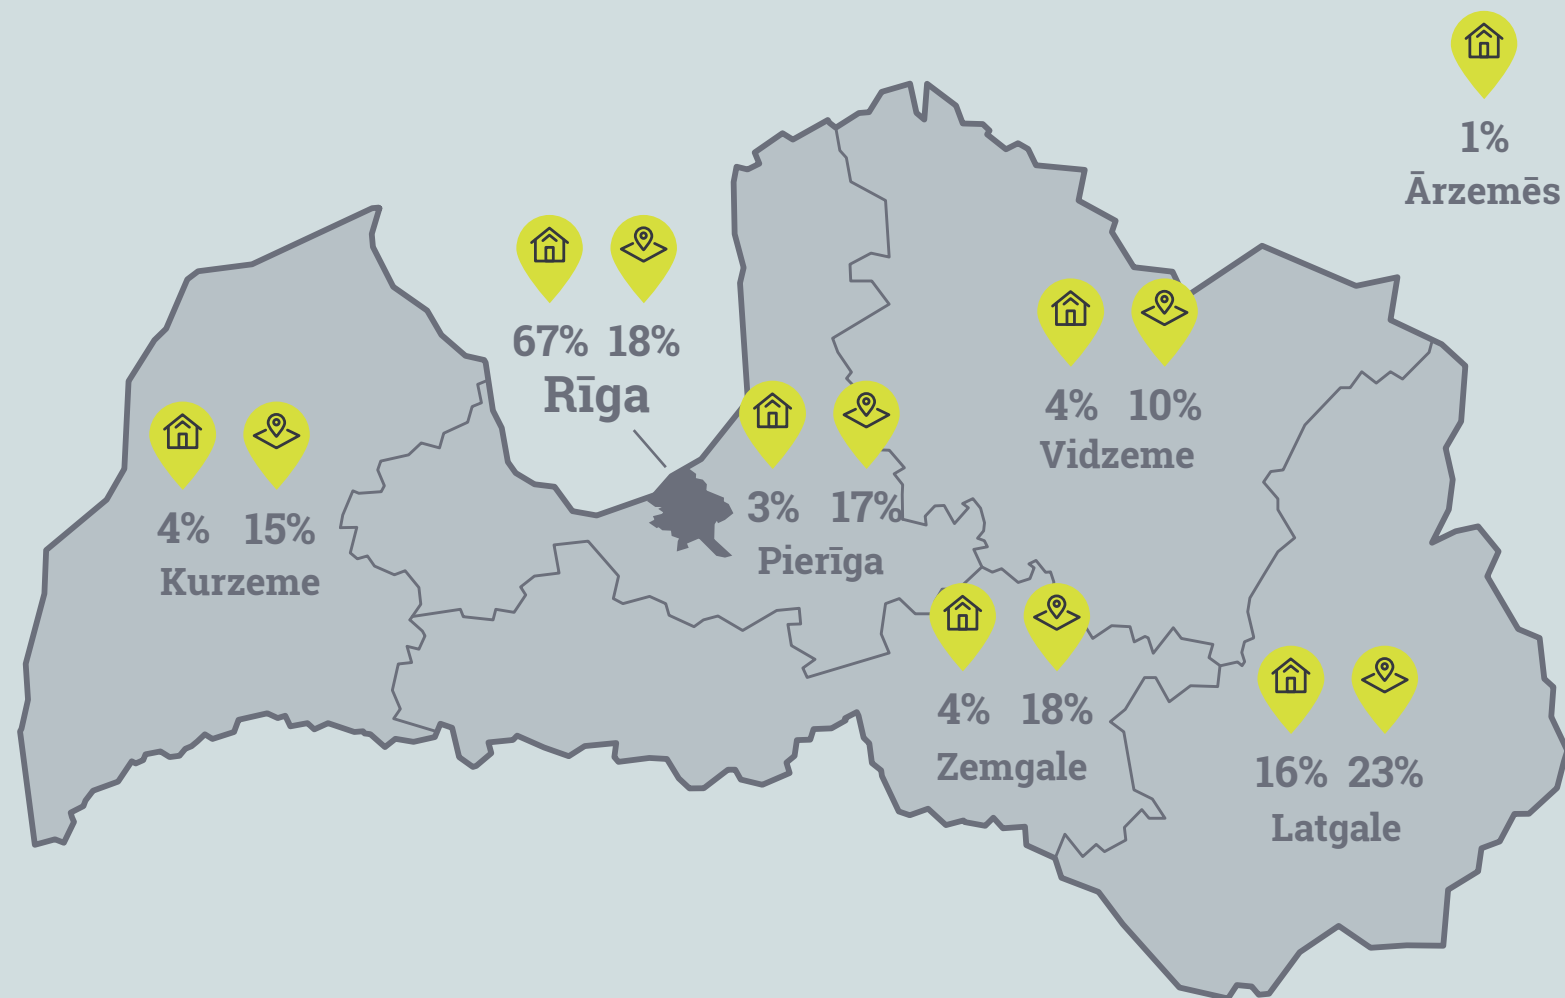 1%
Ārzemēs
67% 18%
Rīga
4% 10%
Vidzeme
4% 15%
Kurzeme
3% 17%
Pierīga
4% 18%
Zemgale
16% 23%
Latgale